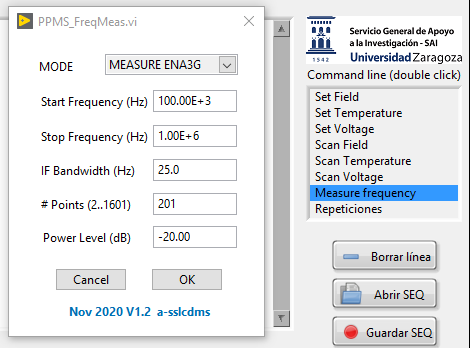 PPMS_FreqMeas.vi
MODE
MEASURE ENA3G
Start Frequency (Hz)
100.00E+3
Stop Frequency (Hz)
1.00E+6
IF Bandwidth (Hz)
25.0
# Points (2..1601)
201
Power Level (dB)
-20.00
Cancel
OK
Nov 2020 V1.2 a-sslcdms
1542
Servicio General de Apoyo
a la Investigación - SAI
Universidad Zaragoza
Command line (double click)
Set Field
Set Temperature
Set Voltage
Scan Field
Scan Temperature
Scan Voltage
Measure frequency
Repeticiones
Borrar línea
Abrir SEQ
Guardar SEQ